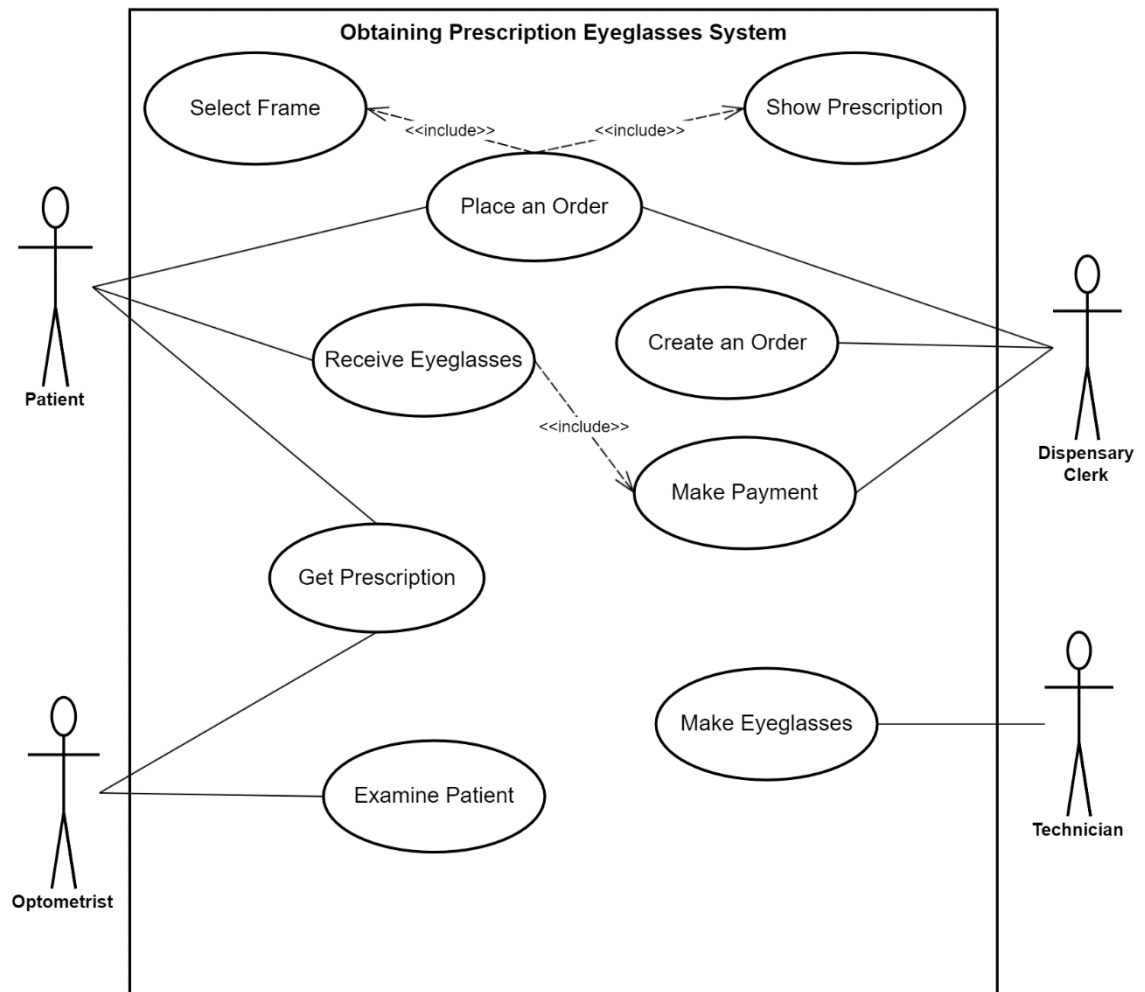 Obtaining Prescription Eyeglasses System
Select Frame
Show Prescription
<<include>>
<<include>>
Place an Order
Create an Order
Receive Eyeglasses
Patient
<<include>>
Dispensary
Clerk
Make Payment
Get Prescription
Make Eyeglasses
Examine Patient
Technician
Optometrist